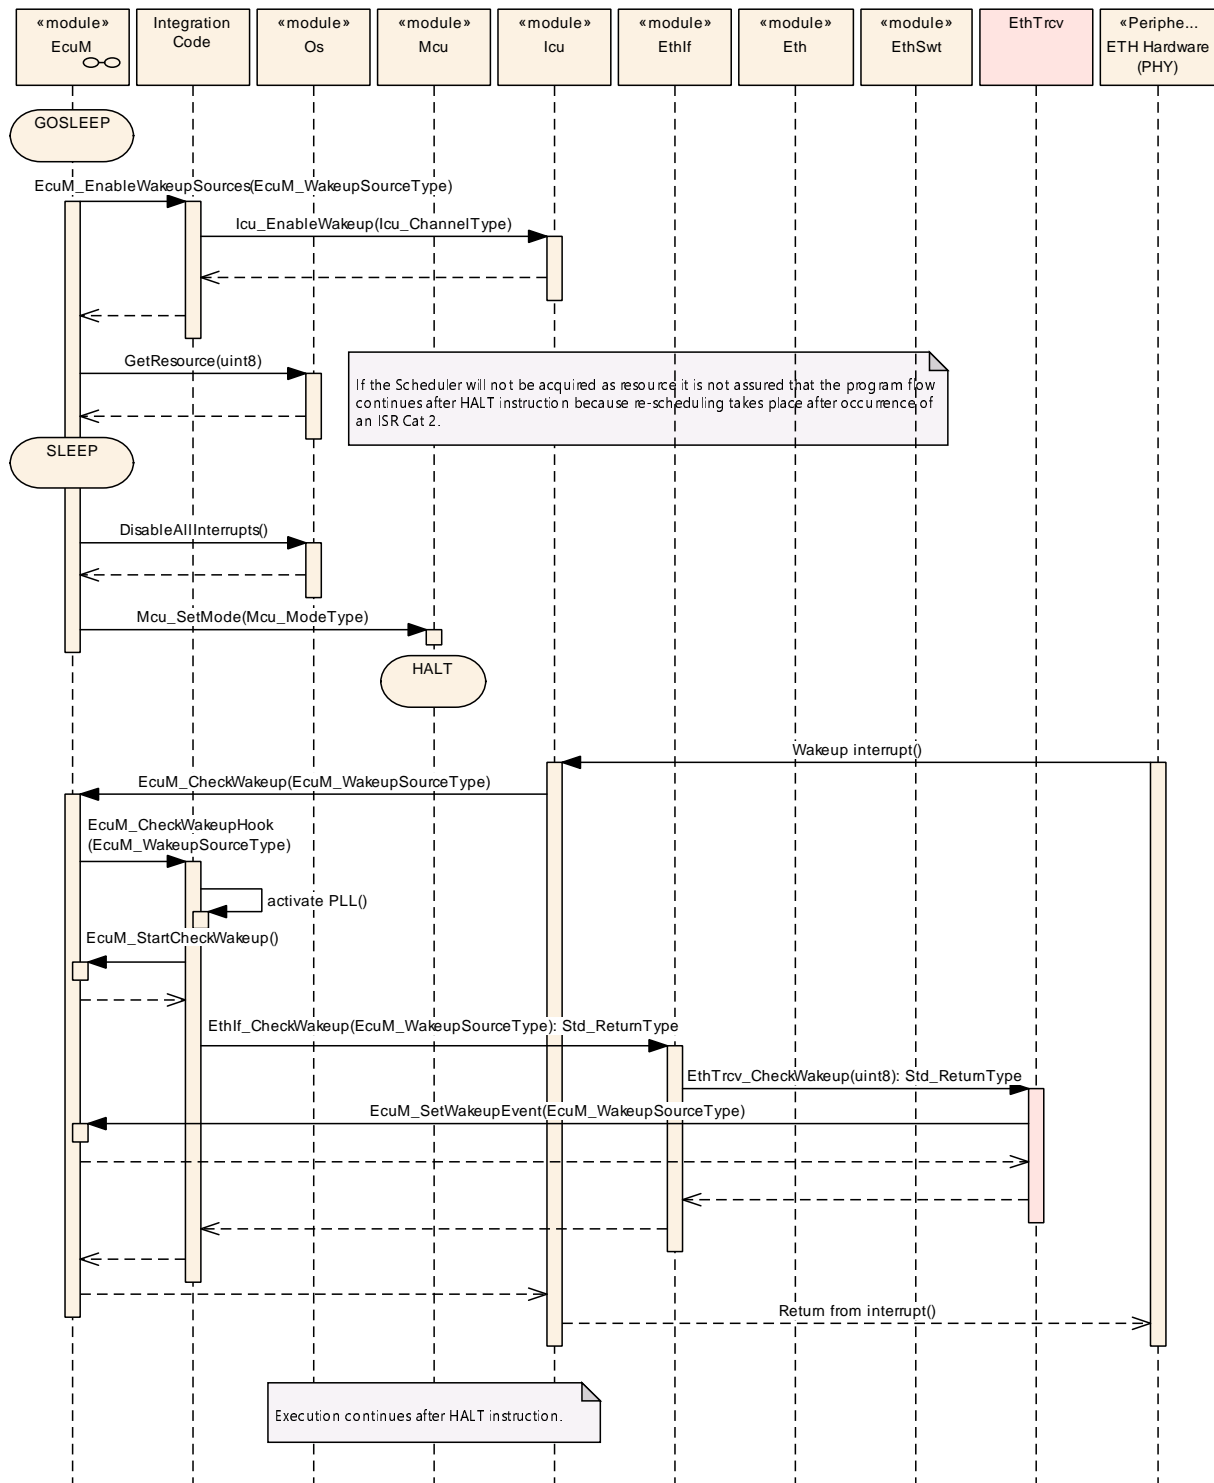 «module»
EcuM
Integration
Code
«module»
Os
«module»
Mcu
«module»
Icu
«module»
EthIf
«module»
Eth
«module»
EthSwt
EthTrcv
«Periphe...
ETH Hardware
(PHY)
GOSLEEP
EcuM_EnableWakeupSources(EcuM_WakeupSourceType)
Icu_EnableWakeup(Icu_ChannelType)
GetResource(uint8)
If the Scheduler will not be acquired as resource it is not assured that the program flow
continues after HALT instruction because re-scheduling takes place after occurrence of
an ISR Cat 2.
SLEEP
DisableAllInterrupts()
Mcu_SetMode(Mcu_ModeType)
HALT
Wakeup interrupt()
EcuM_CheckWakeup(EcuM_WakeupSourceType)
EcuM_CheckWakeupHook
(EcuM_WakeupSourceType)
activate PLL()
EcuM_StartCheckWakeup()
EthIf_CheckWakeup(EcuM_WakeupSourceType): Std_ReturnType
EthTrcv_CheckWakeup(uint8): Std_ReturnType
EcuM_SetWakeupEvent(EcuM_WakeupSourceType)
Return from interrupt()
Execution continues after HALT instruction.